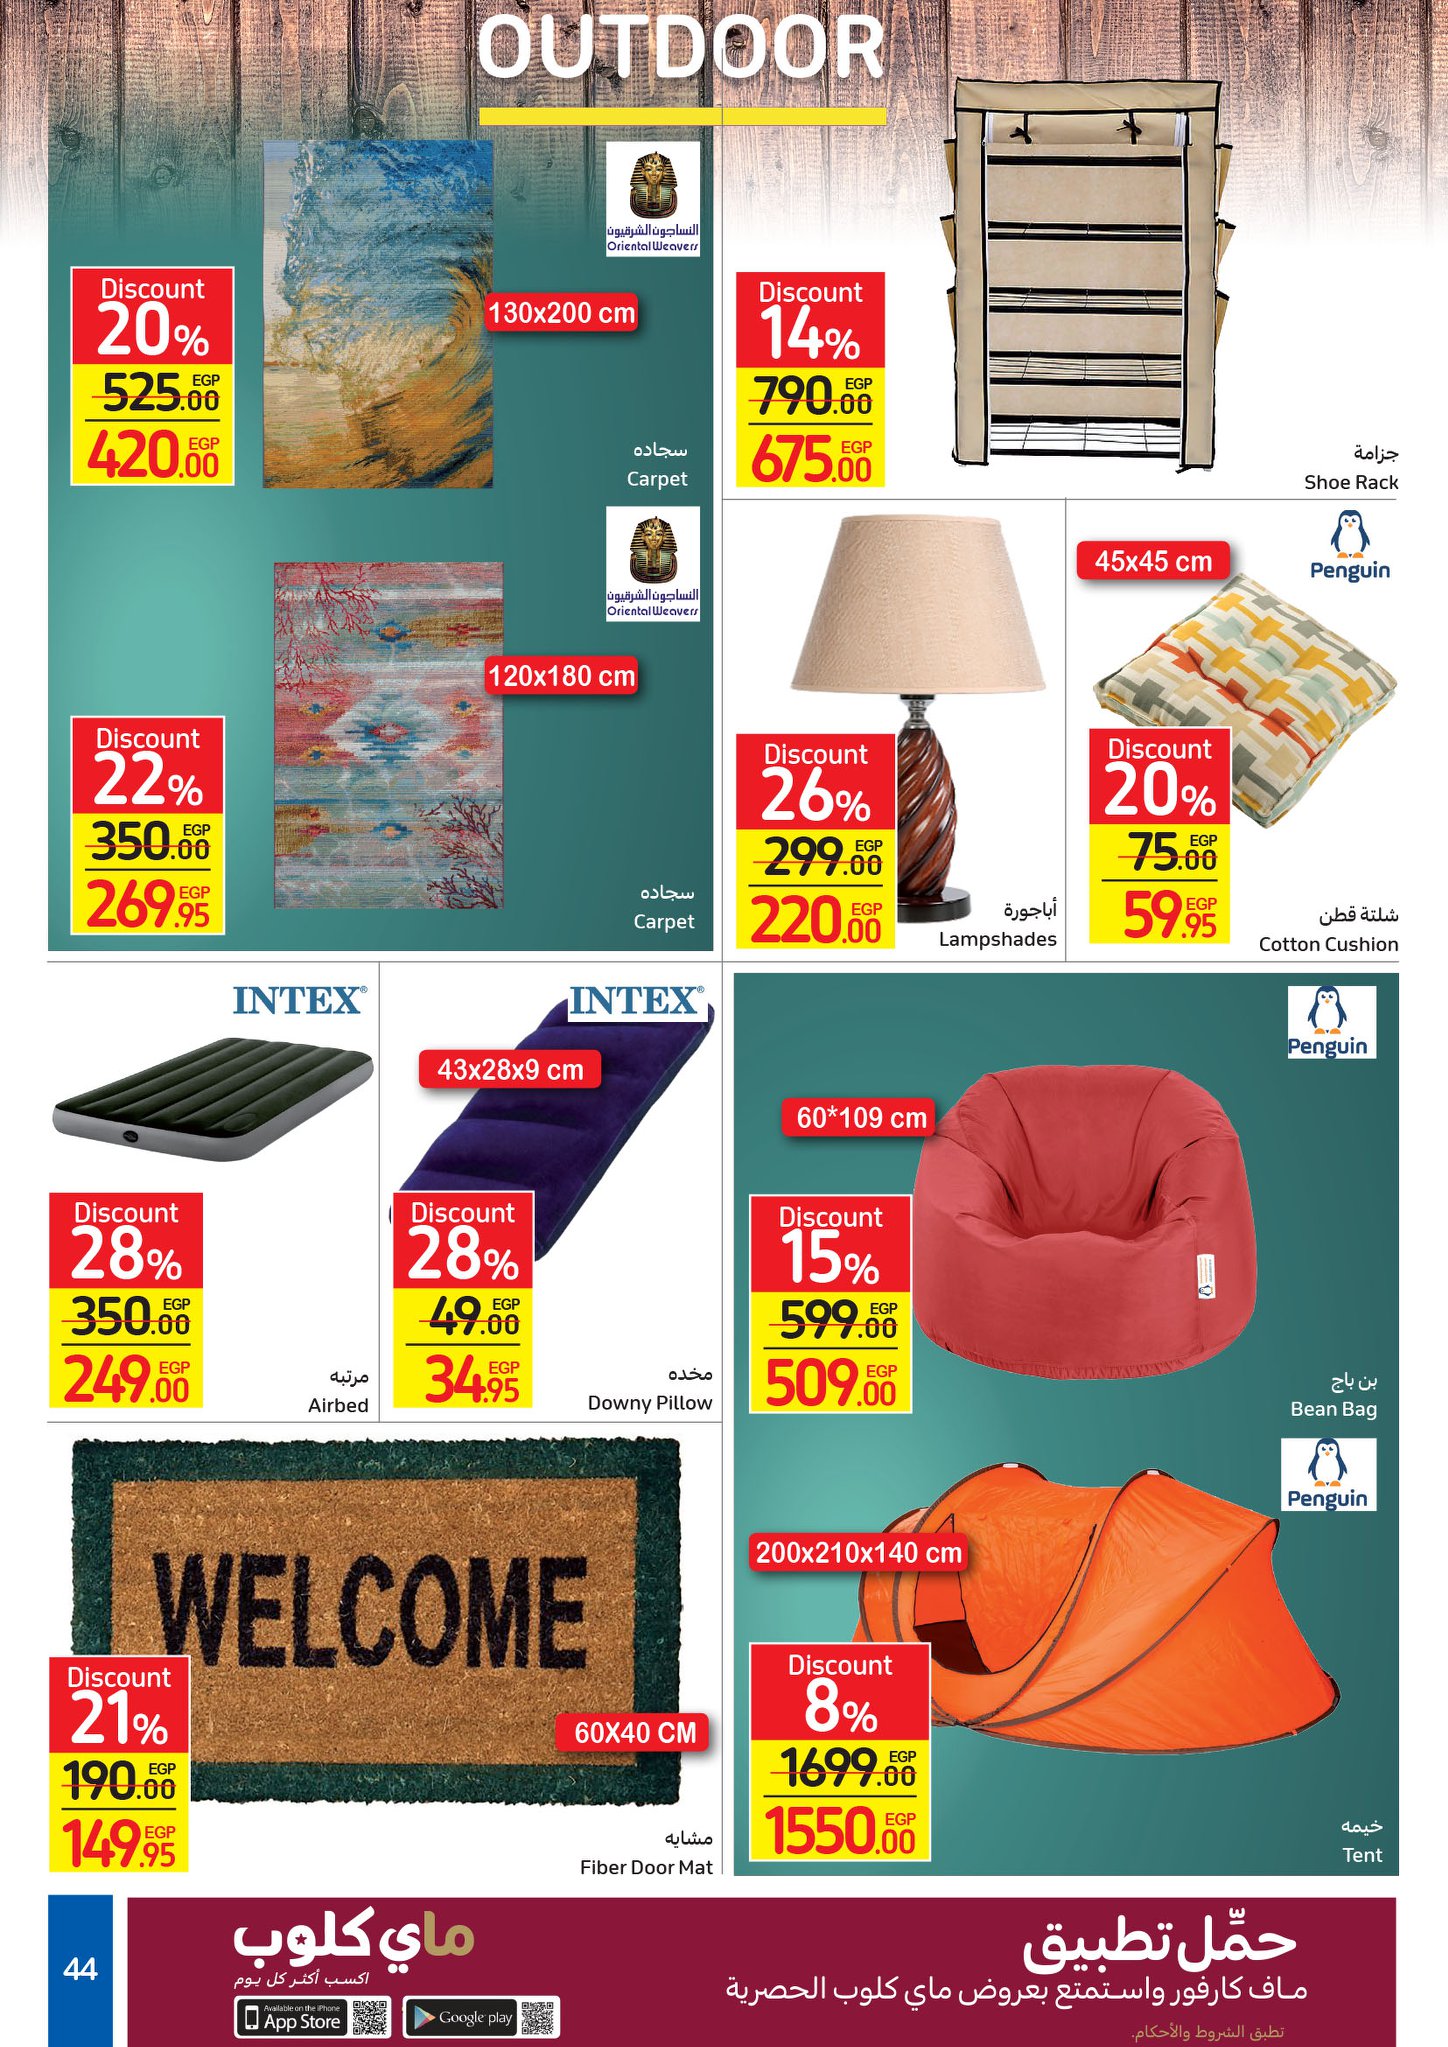 OUTDOOR
النساجون الشرقيون
Oriental Weavers
130x200 cm
Discount
20%
525.00 EGP
420.00 EGP
سجاده
Carpet
Discount
14%
790.00 EGP
675.00 EGP
جزامة
Shoe Rack
النساجون الشرقيون
Oriental Weavers
120x180 cm
Discount
22%
350.00 EGP
269.95 EGP
سجاده
Carpet
Discount
26%
299.00 EGP
220.00 EGP
أباجورة
Lampshades
Penguin
45x45 cm
Discount
20%
75.00 EGP
59.95 EGP
شلتة قطن
Cotton Cushion
INTEX®
Discount
28%
350.00 EGP
249.00 EGP
مرتبه
Airbed
INTEX®
43x28x9 cm
Discount
28%
49.00 EGP
34.95 EGP
مخده
Downy Pillow
Penguin
60*109 cm
Discount
15%
599.00 EGP
509.00 EGP
بن باج
Bean Bag
WELCOME
60X40 CM
Discount
21%
190.00 EGP
149.95 EGP
مشايه
Fiber Door Mat
Penguin
200x210x140 cm
Discount
8%
1699.00 EGP
1550.00 EGP
خيمه
Tent
44
ماي كلوب
اكسب أكثر كل يوم
Available on the iPhone
App Store
Google play
حمِّل تطبيق
ماف كارفور واستمتع بعروض ماي كلوب الحصرية
تطبق الشروط والأحكام.